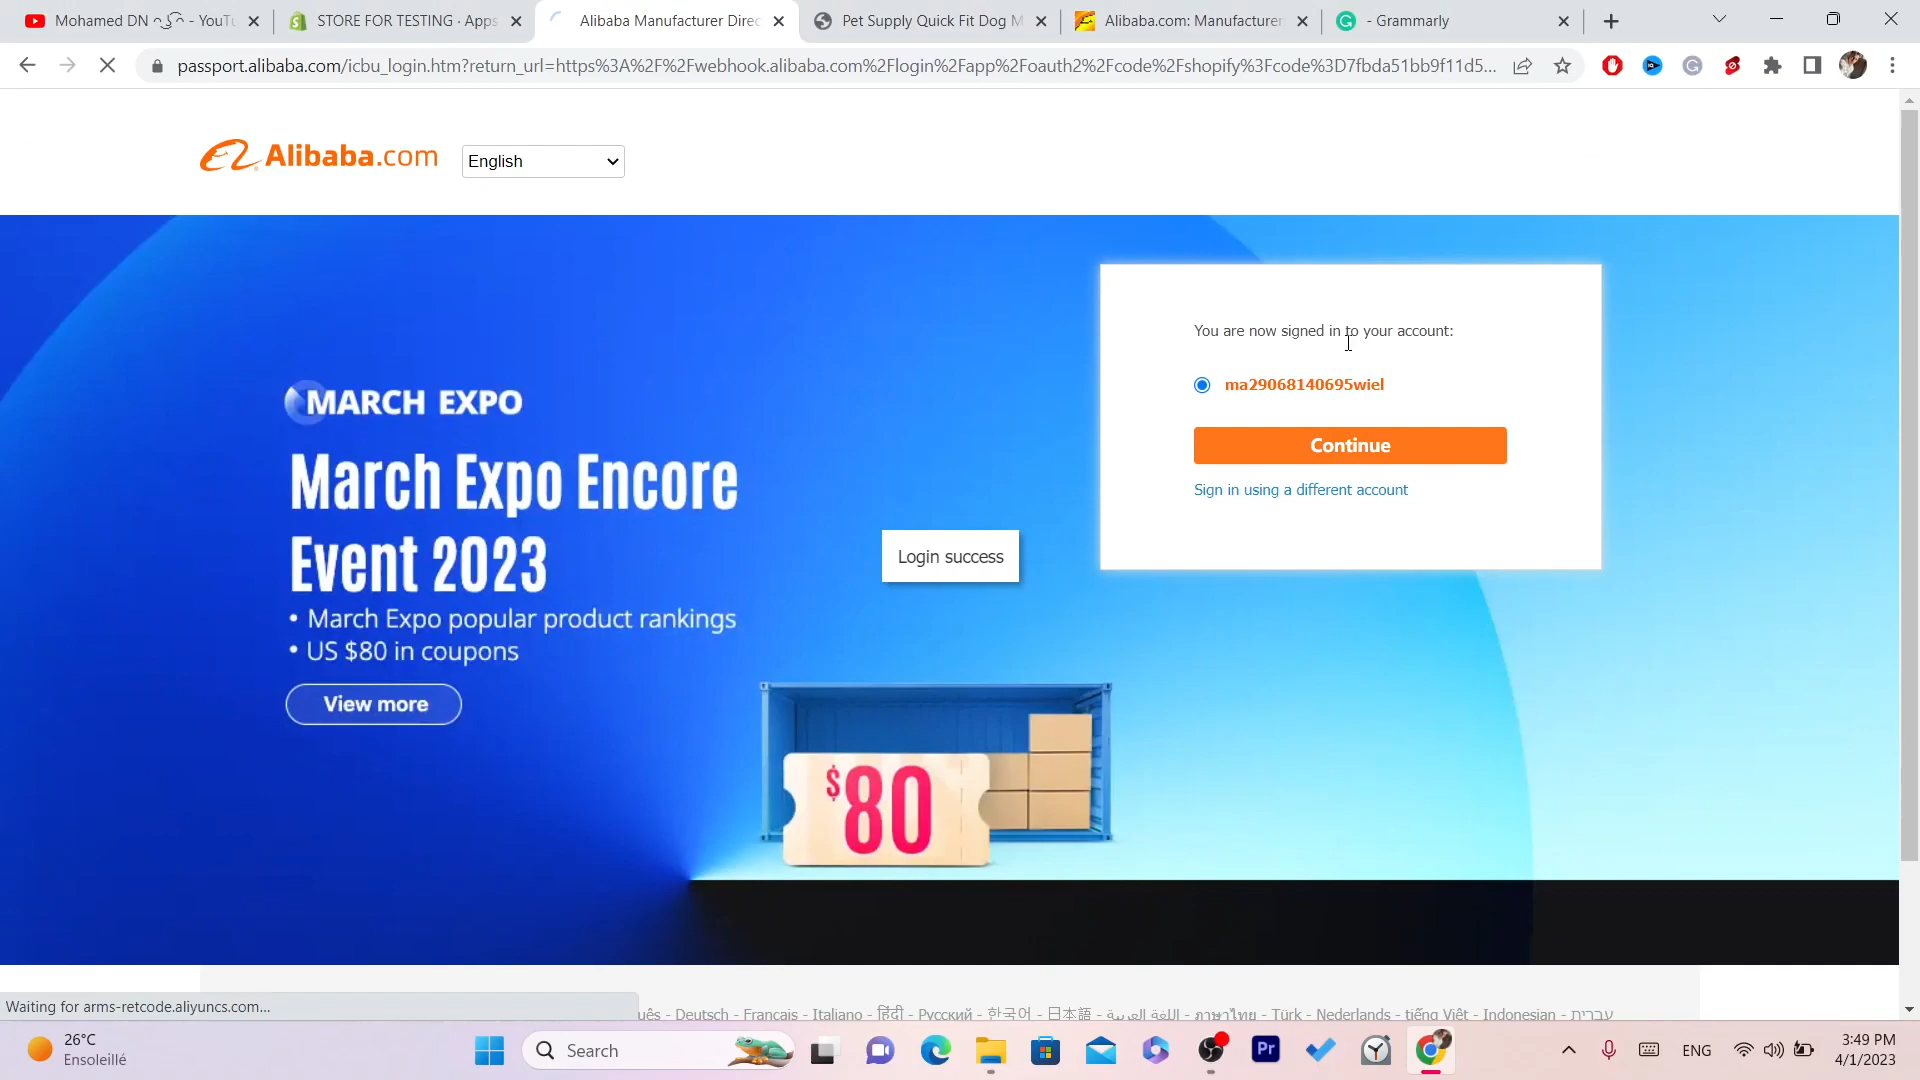 Mohamed DN - YouTu
STORE FOR TESTING · Apps
Alibaba Manufacturer Direc
Pet Supply Quick Fit Dog M
Alibaba.com: Manufacturer
- Grammarly
passport.alibaba.com/icbu_login.htm?return_url=https%3A%2F%2Fwebhook.alibaba.com%2Flogin%2Fapp%2Foauth2%2Fcode%2Fshopify%3Fcode%3D7fbda51bb9f11d5...
Alibaba.com
English
You are now signed in to your account:
ma29068140695wiel
Continue
Sign in using a different account
MARCH EXPO
March Expo Encore
Event 2023
• March Expo popular product rankings
• US $80 in coupons
View more
Login success
$80
Waiting for arms-retcode.aliyuncs.com...
uês - Deutsch - Français - Italiano - हिंदी - Русский - 한국어 - 日本語 - اللغة العربية - ภาษาไทย - Türk - Nederlands - tiếng Việt - Indonesian - עברית
26°C
Ensoleillé
Search
Pr
ENG
3:49 PM
4/1/2023